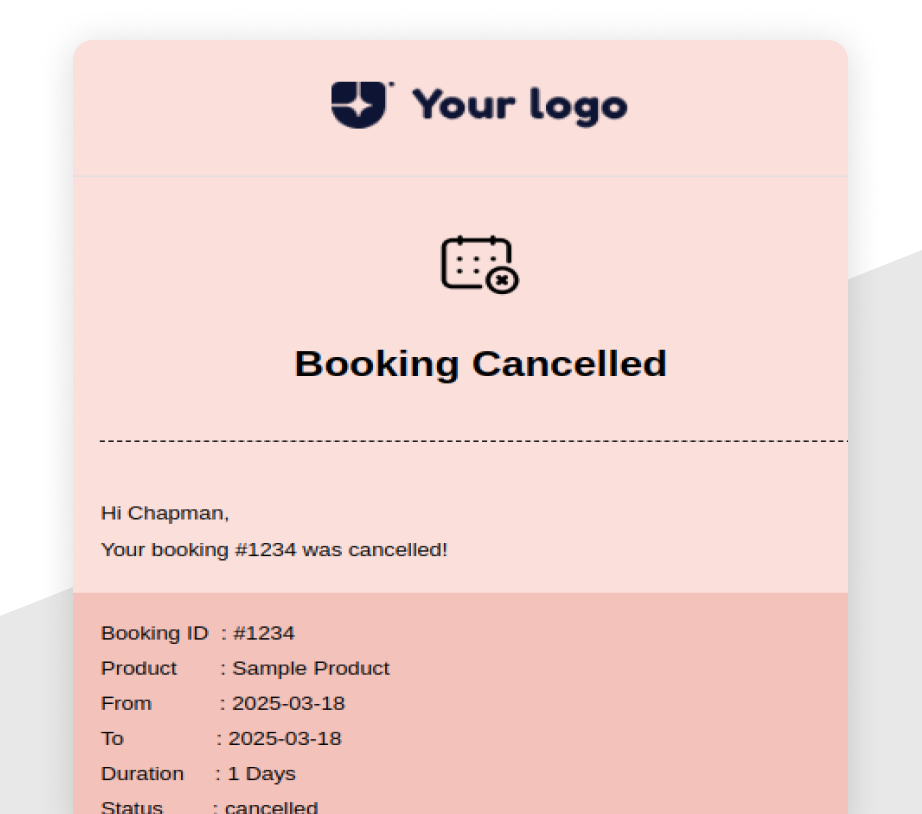 Your logo
Booking Cancelled
Hi Chapman,
Your booking #1234 was cancelled!
Booking ID : #1234
Product : Sample Product
From : 2025-03-18
To : 2025-03-18
Duration : 1 Days
Status : cancelled